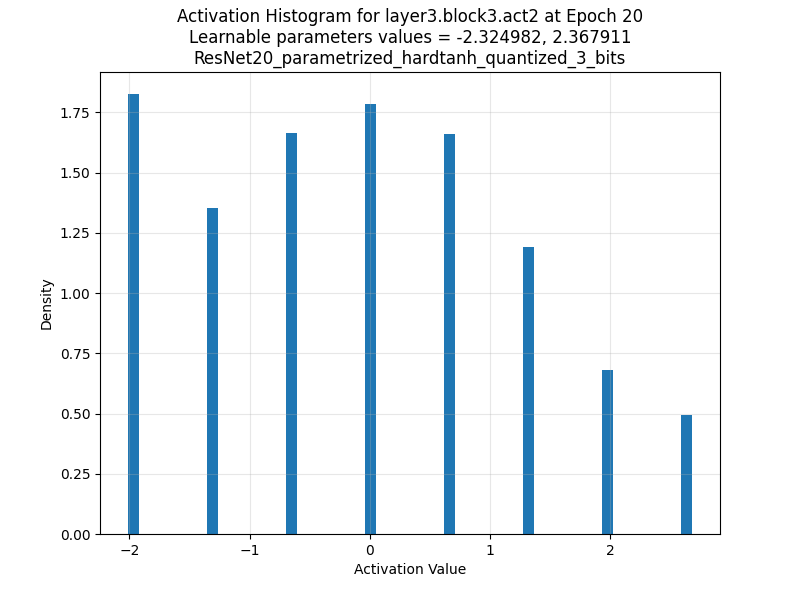 Activation Histogram for layer3.block3.act2 at Epoch 20
Learnable parameters values = -2.324982, 2.367911
ResNet20_parametrized_hardtanh_quantized_3_bits
1.75
1.50
1.25
1.00
0.75
0.50
0.25
0.00
Density
−2
−1
0
1
2
Activation Value